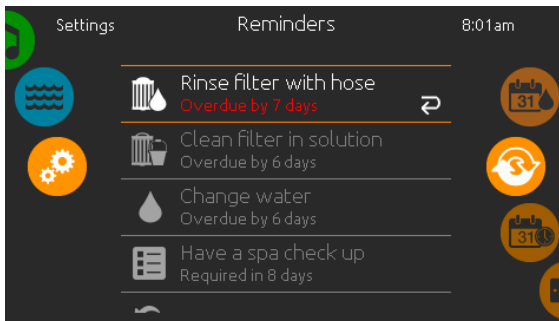 Settings
Reminders
8:01am
Rinse filter with hose
Overdue by 7 days
Clean filter in solution
Overdue by 6 days
Change water
Overdue by 6 days
Have a spa check up
Required in 8 days
31
31